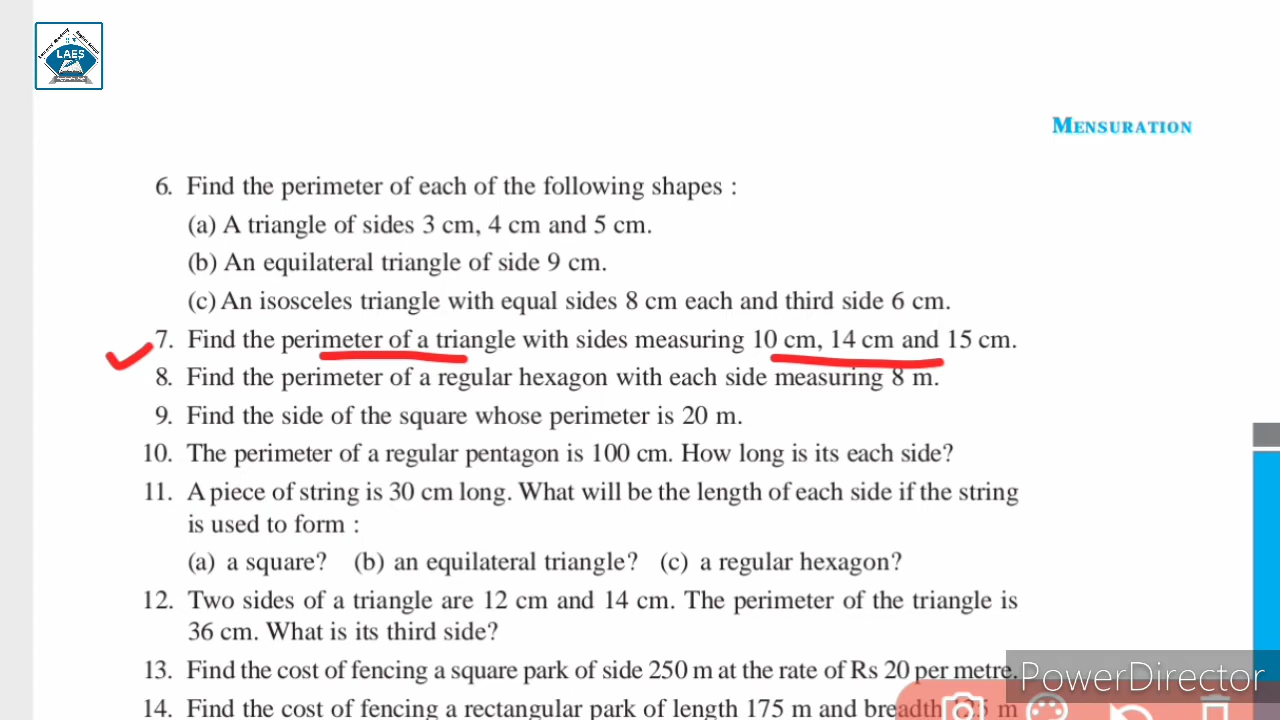 LAES
MENSURATION
6. Find the perimeter of each of the following shapes :
(a) A triangle of sides 3 cm, 4 cm and 5 cm.
(b) An equilateral triangle of side 9 cm.
(c) An isosceles triangle with equal sides 8 cm each and third side 6 cm.
7. Find the perimeter of a triangle with sides measuring 10 cm, 14 cm and 15 cm.
8. Find the perimeter of a regular hexagon with each side measuring 8 m.
9. Find the side of the square whose perimeter is 20 m.
10. The perimeter of a regular pentagon is 100 cm. How long is its each side?
11. A piece of string is 30 cm long. What will be the length of each side if the string
is used to form :
(a) a square? (b) an equilateral triangle? (c) a regular hexagon?
12. Two sides of a triangle are 12 cm and 14 cm. The perimeter of the triangle is
36 cm. What is its third side?
13. Find the cost of fencing a square park of side 250 m at the rate of Rs 20 per metre.
PowerDirector
14. Find the cost of fencing a rectangular park of length 175 m and breadth m